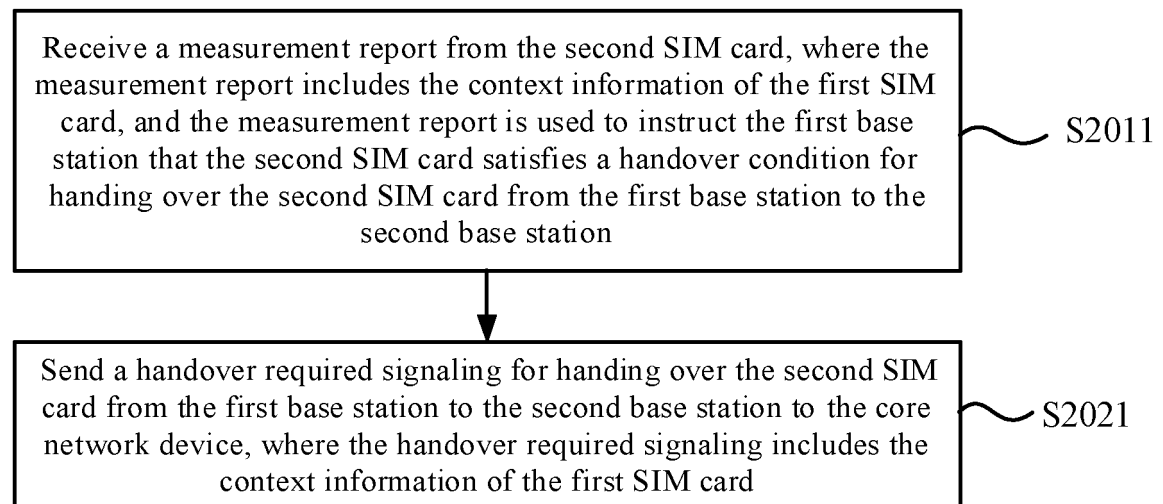 Receive a measurement report from the second SIM card, where the
measurement report includes the context information of the first SIM
card, and the measurement report is used to instruct the first base
station that the second SIM card satisfies a handover condition for
handing over the second SIM card from the first base station to the
second base station
S2011
Send a handover required signaling for handing over the second SIM
card from the first base station to the second base station to the core
network device, where the handover required signaling includes the
context information of the first SIM card
S2021